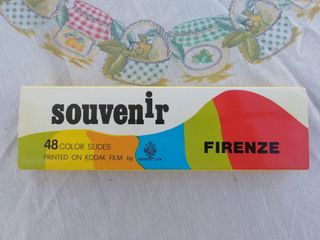 souvenir
48 COLOR SLIDES
PRINTED ON KODAK FILM by
FIRENZE